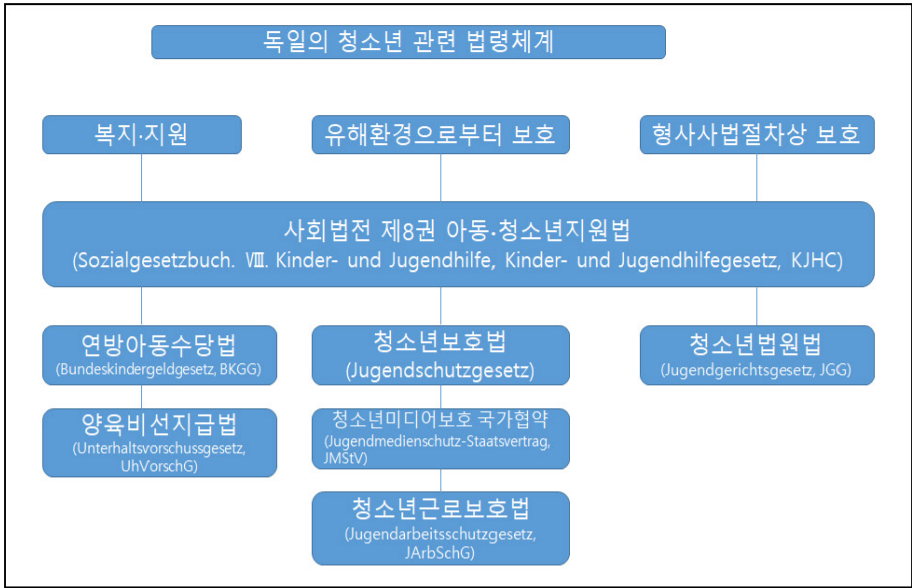 독일의 청소년 관련 법령체계
복지·지원
유해환경으로부터 보호
형사사법절차상 보호
사회법전 제8권 아동·청소년지원법
(Sozialgesetzbuch. Ⅷ. Kinder- und Jugendhilfe, Kinder- und Jugendhilfegesetz, KJHC)
연방아동수당법
(Bundeskindergeldgesetz, BKGG)
양육비선지급법
(Unterhaltsvorschussgesetz,
UhVorschG)
청소년보호법
(Jugendschutzgesetz)
청소년미디어보호 국가협약
(Jugendmedienschutz-Staatsvertrag,
JMStV)
청소년근로보호법
(Jugendarbeitsschutzgesetz,
JArbSchG)
청소년법원법
(Jugendgerichtsgesetz, JGG)